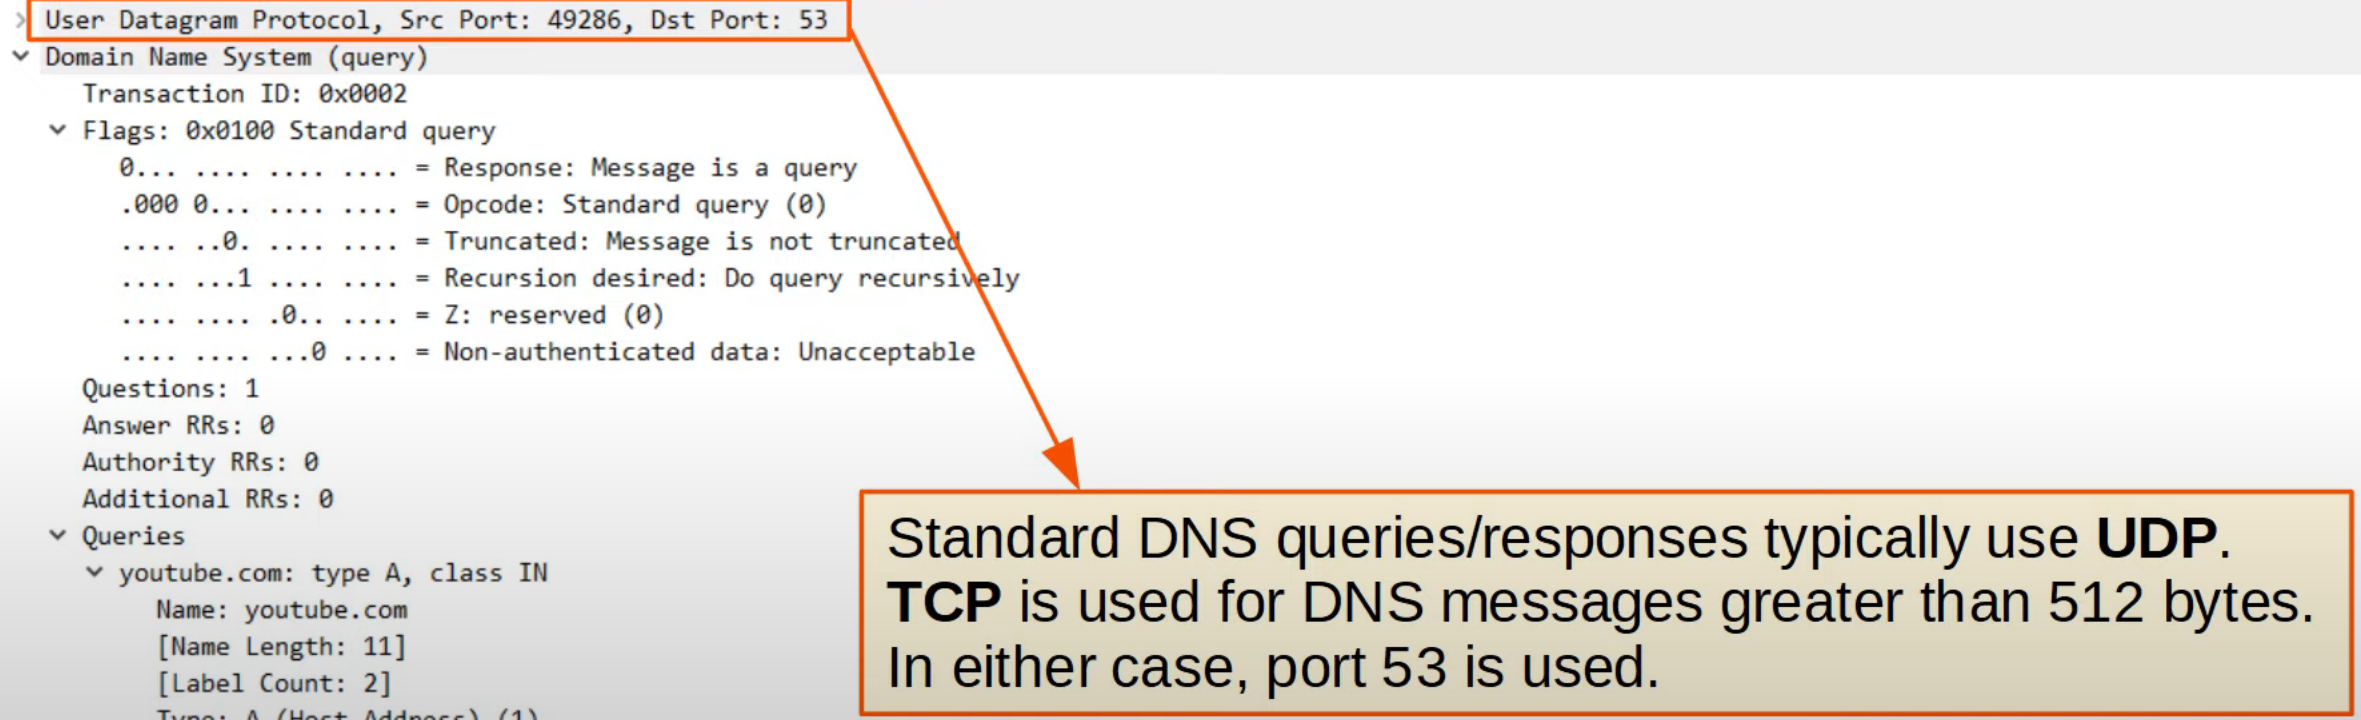 User Datagram Protocol, Src Port: 49286, Dst Port: 53
Domain Name System (query)
Transaction ID: 0x0002
Flags: 0x0100 Standard query
0... .... .... .... = Response: Message is a query
.000 0... .... .... = Opcode: Standard query (0)
.... ..0. .... .... = Truncated: Message is not truncated
.... ...1 .... .... = Recursion desired: Do query recursively
.... .... .0.. .... = Z: reserved (0)
.... .... ...0 .... = Non-authenticated data: Unacceptable
Questions: 1
Answer RRs: 0
Authority RRs: 0
Additional RRs: 0
Queries
youtube.com: type A, class IN
Name: youtube.com
[Name Length: 11]
[Label Count: 2]
Type: A (Host Address) (1)
Standard DNS queries/responses typically use UDP.
TCP is used for DNS messages greater than 512 bytes.
In either case, port 53 is used.